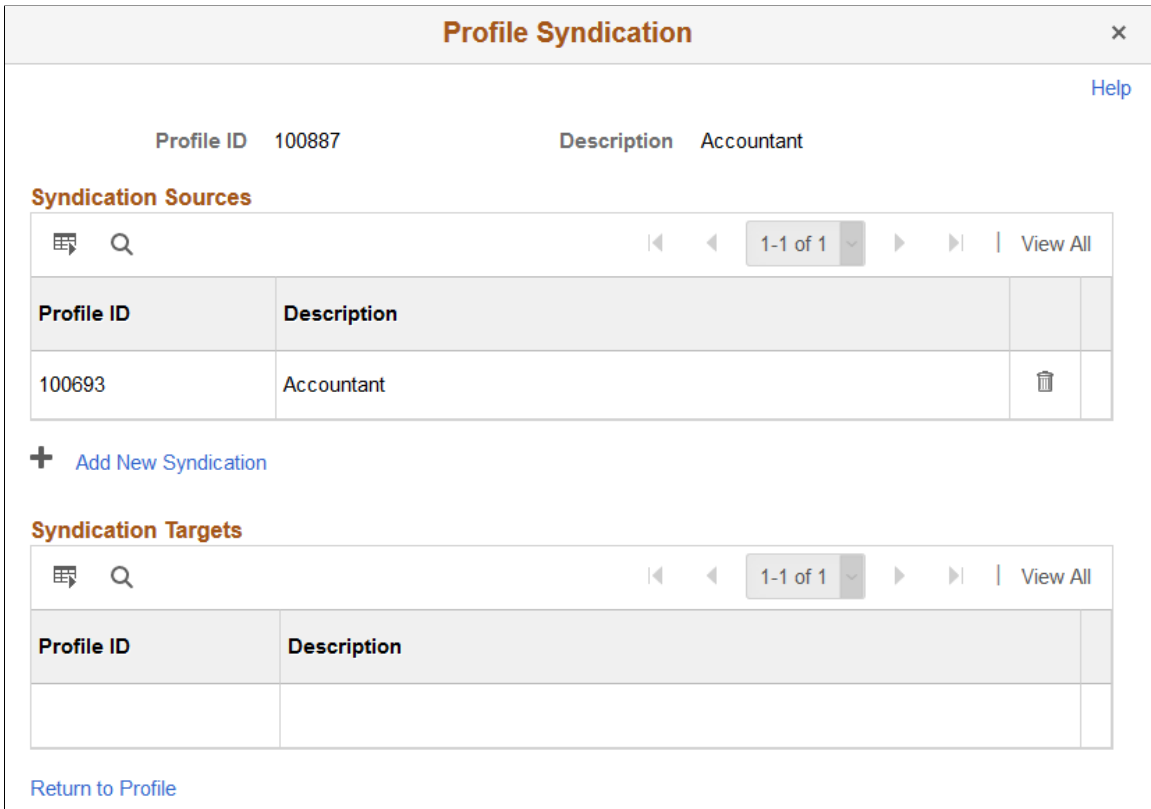 Profile Syndication ×
Help
Profile ID 100887 Description Accountant
Syndication Sources
1-1 of 1 | View All
Profile ID Description
100693 Accountant
Add New Syndication
Syndication Targets
1-1 of 1 | View All
Profile ID Description
Return to Profile